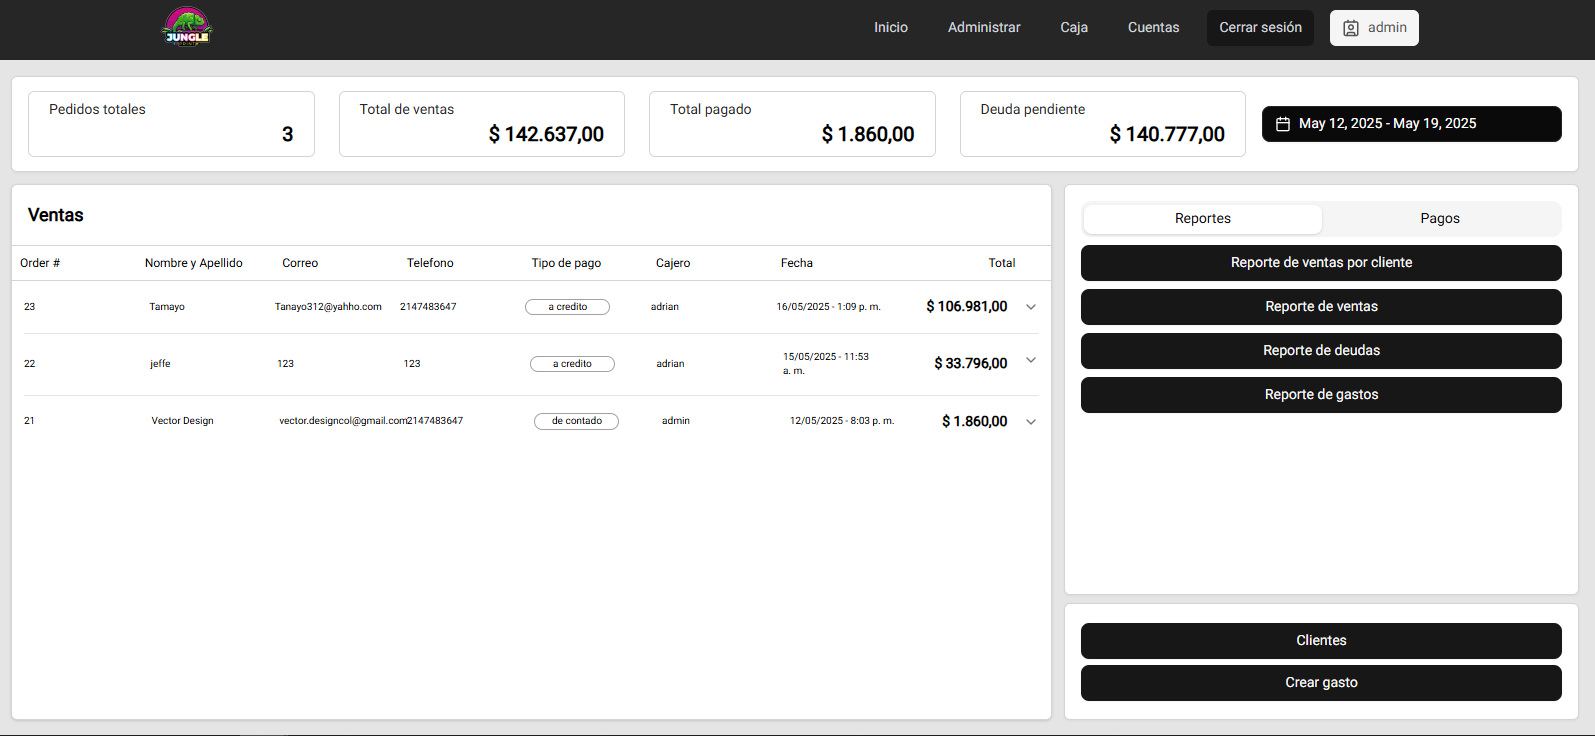 JUNGLE
Inicio
Administrar
Caja
Cuentas
Cerrar sesión
admin
Pedidos totales
3
Total de ventas
$ 142.637,00
Total pagado
$ 1.860,00
Deuda pendiente
$ 140.777,00
May 12, 2025 - May 19, 2025
Ventas
Order # Nombre y Apellido Correo Telefono Tipo de pago Cajero Fecha Total
23 Tamayo Tanayo312@yahho.com 2147483647 a credito adrian 16/05/2025 - 1:09 p. m. $ 106.981,00
22 jeffe 123 123 a credito adrian 15/05/2025 - 11:53 $ 33.796,00
a. m.
21 Vector Design vector.designcol@gmail.com2147483647 de contado admin 12/05/2025 - 8:03 p. m. $ 1.860,00
Reportes
Pagos
Reporte de ventas por cliente
Reporte de ventas
Reporte de deudas
Reporte de gastos
Clientes
Crear gasto